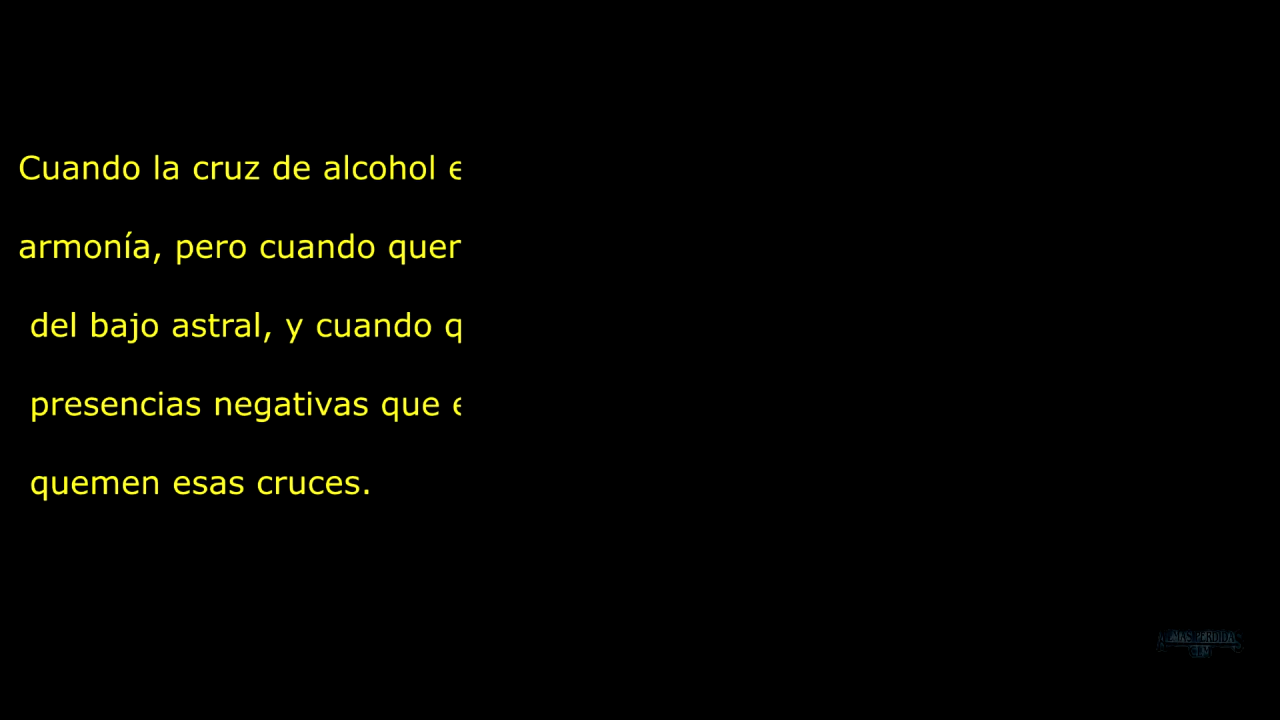 Cuando la cruz de alcohol
armonía, pero cuando
del bajo astral, y cuando
presencias negativas que
quemen esas cruces.